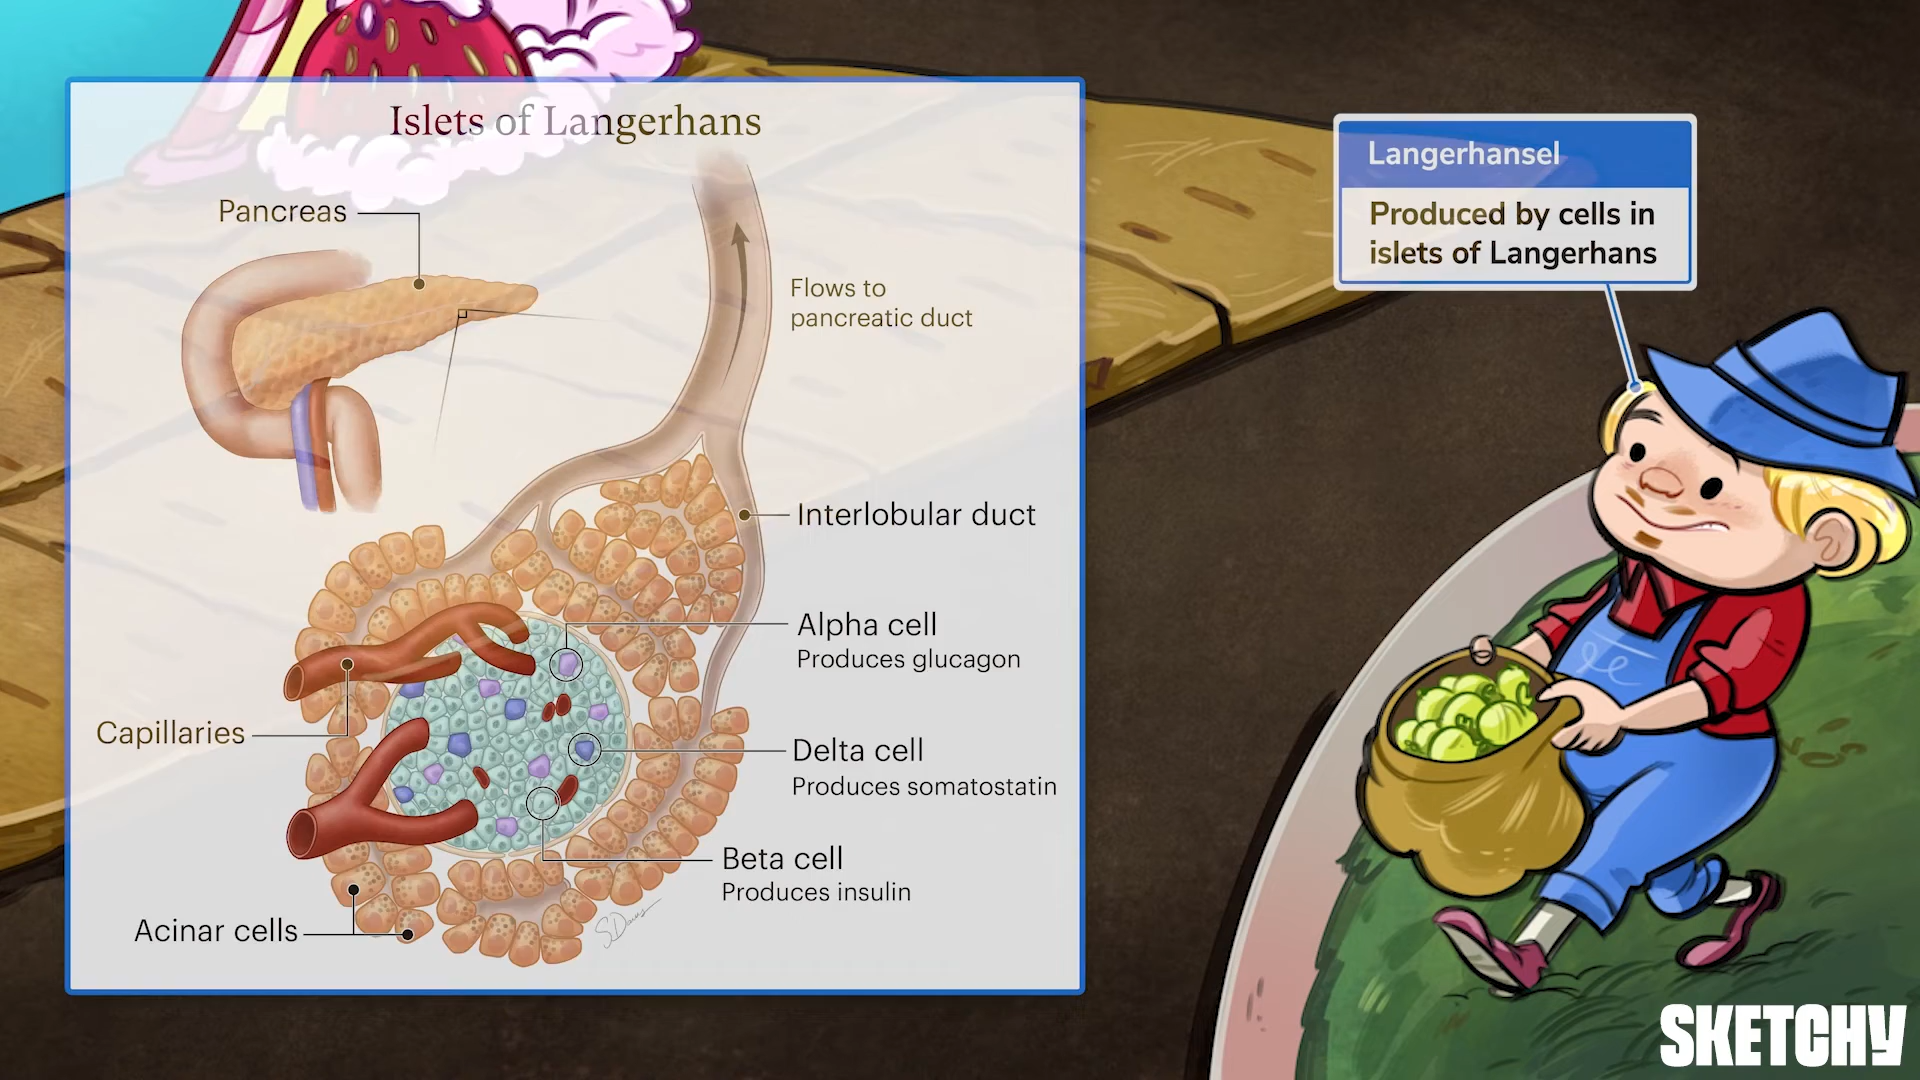 Islets of Langerhans
Pancreas
Flows to
pancreatic duct
Interlobular duct
Alpha cell
Produces glucagon
Capillaries
Delta cell
Produces somatostatin
Beta cell
Produces insulin
Acinar cells
Langerhansel
Produced by cells in
islets of Langerhans
SKETCHY